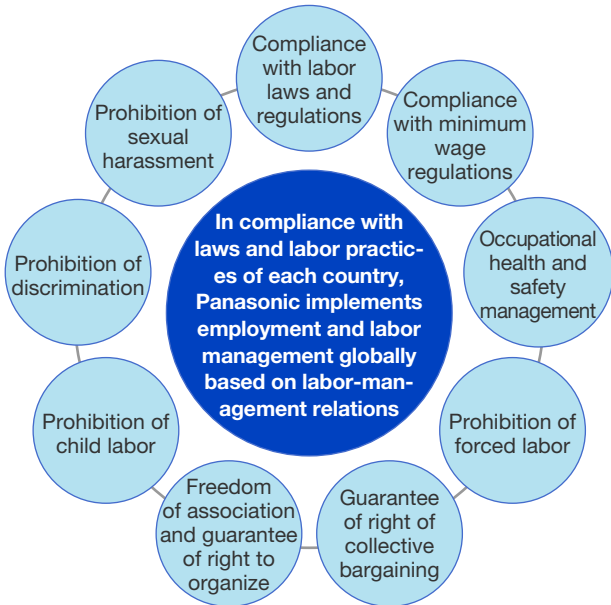 Compliance
with labor
laws and
regulations
Compliance
with minimum
wage
regulations
Occupational
health and
safety
management
Prohibition of
forced labor
Guarantee
of right of
collective
bargaining
Freedom
of association
and guarantee
of right to
organize
Prohibition of
child labor
Prohibition of
discrimination
Prohibition of
sexual
harassment
In compliance with
laws and labor practic-
es of each country,
Panasonic implements
employment and labor
management globally
based on labor-man-
agement relations